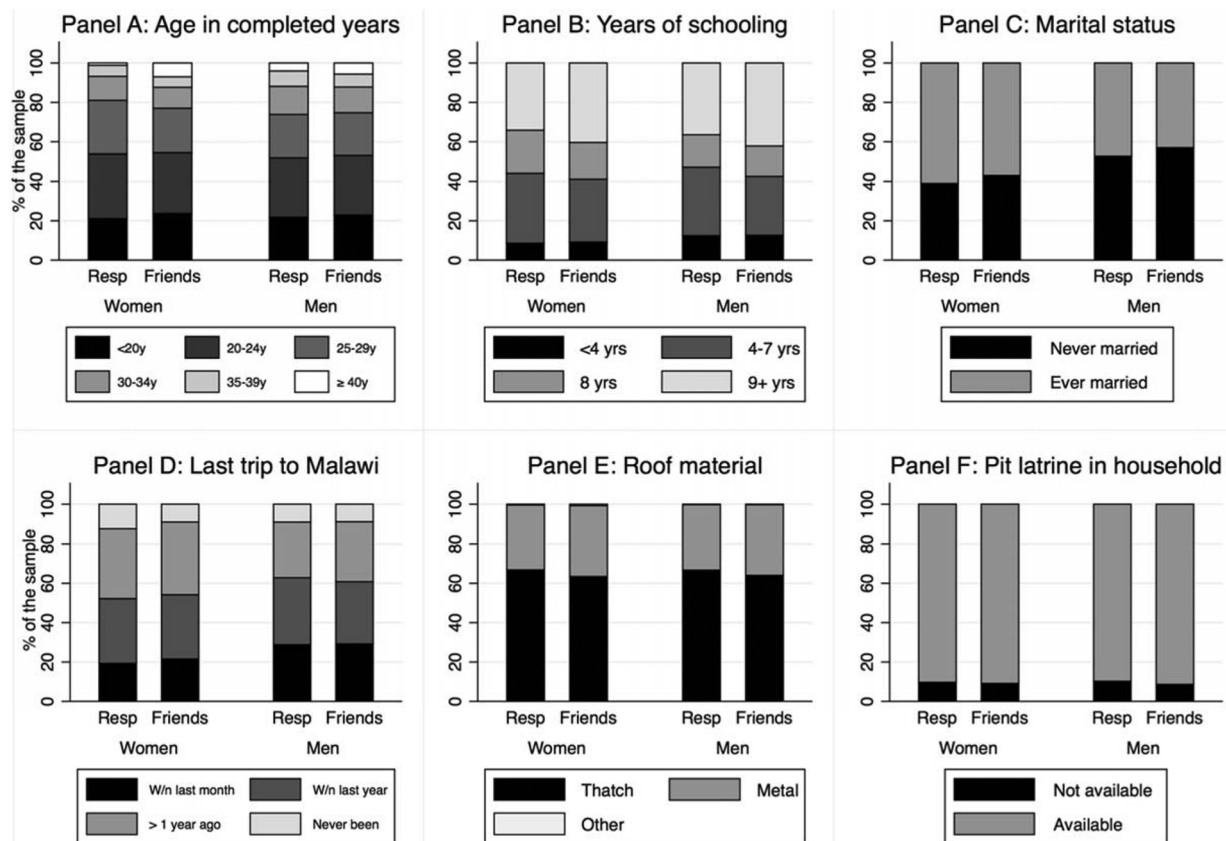 Panel A: Age in completed years
% of the sample
100
80
60
40
20
0
Resp Friends Resp Friends
Women Men
<20y 20-24y 25-29y
30-34y 35-39y ≥ 40y
Panel B: Years of schooling
100
80
60
40
20
0
Resp Friends Resp Friends
Women Men
<4 yrs 4-7 yrs
8 yrs 9+ yrs
Panel C: Marital status
100
80
60
40
20
0
Resp Friends Resp Friends
Women Men
Never married
Ever married
Panel D: Last trip to Malawi
% of the sample
100
80
60
40
20
0
Resp Friends Resp Friends
Women Men
W/n last month W/n last year
> 1 year ago Never been
Panel E: Roof material
100
80
60
40
20
0
Resp Friends Resp Friends
Women Men
Thatch Metal
Other
Panel F: Pit latrine in household
100
80
60
40
20
0
Resp Friends Resp Friends
Women Men
Not available
Available